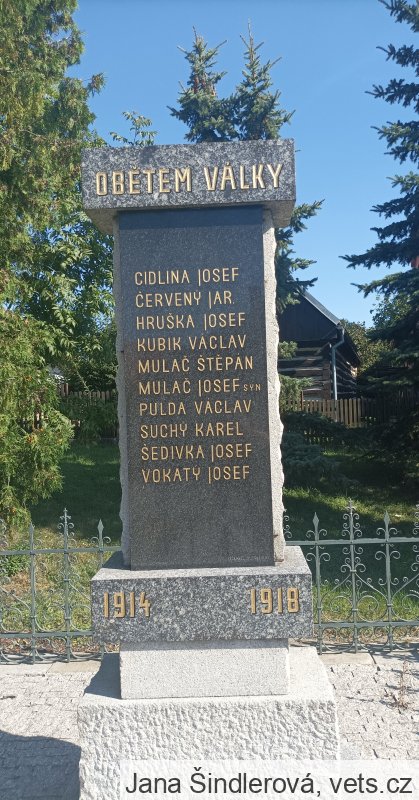 OBĚTEM VÁLKY
CIDLINA JOSEF
ČERVENÝ JAR.
HRUŠKA JOSEF
KUBIK VÁCLAV
MULAČ ŠTĚPÁN
MULAČ JOSEF SYN
PULDA VÁCLAV
SUCHÝ KAREL
ŠEDIVKA JOSEF
VOKATÝ JOSEF
1914 1918
Jana Šindlerová, vets.cz